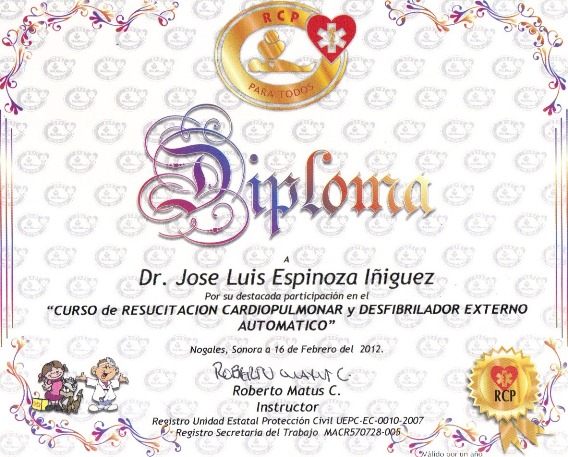 RCP
PARA TODOS
Diploma
A
Dr. Jose Luis Espinoza Iñiguez
Por su destacada participación en el
“CURSO de RESUCITACION CARDIOPULMONAR y DESFIBRILADOR EXTERNO
AUTOMATICO”
Nogales, Sonora a 16 de Febrero del 2012.
ROBERTO MATUS C.
Roberto Matus C.
Instructor
Registro Unidad Estatal Protección Civil UEPC-EC-0010-2007
Registro Secretaria del Trabajo MACR570728-005
RCP
Válido por un año